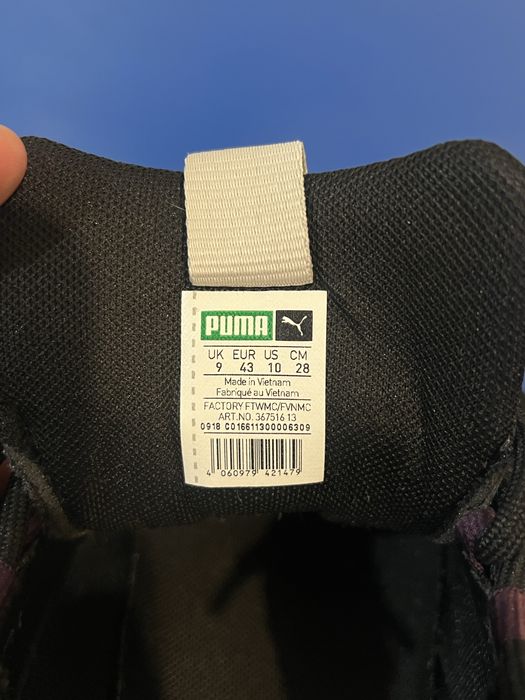 PUMA
UK EUR US CM
9 43 10 28
Made in Vietnam
Fabriqué au Vietnam
FACTORY FTWMC/FVNMC
ART.NO. 367516 13
0918 C016611300006309
4 060979 421479